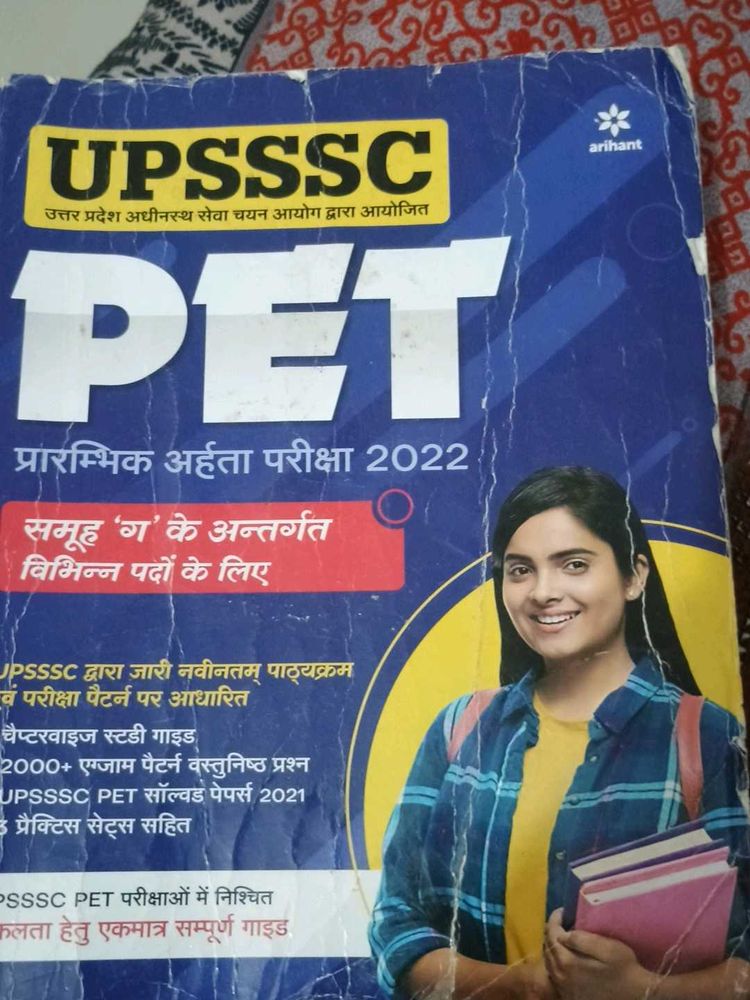 UPSSSC
उत्तर प्रदेश अधीनस्थ सेवा चयन आयोग द्वारा आयोजित
arihant
PET
प्रारम्भिक अर्हता परीक्षा 2022
समूह ‘ग’ के अन्तर्गत
विभिन्न पदों के लिए
UPSSSC द्वारा जारी नवीनतम् पाठ्यक्रम
एवं परीक्षा पैटर्न पर आधारित
चैप्टरवाइज स्टडी गाइड
2000+ एग्जाम पैटर्न वस्तुनिष्ठ प्रश्न
UPSSSC PET सॉल्वड पेपर्स 2021
प्रैक्टिस सेट्स सहित
PSSSC PET परीक्षाओं में निश्चित
फलता हेतु एकमात्र सम्पूर्ण गाइड